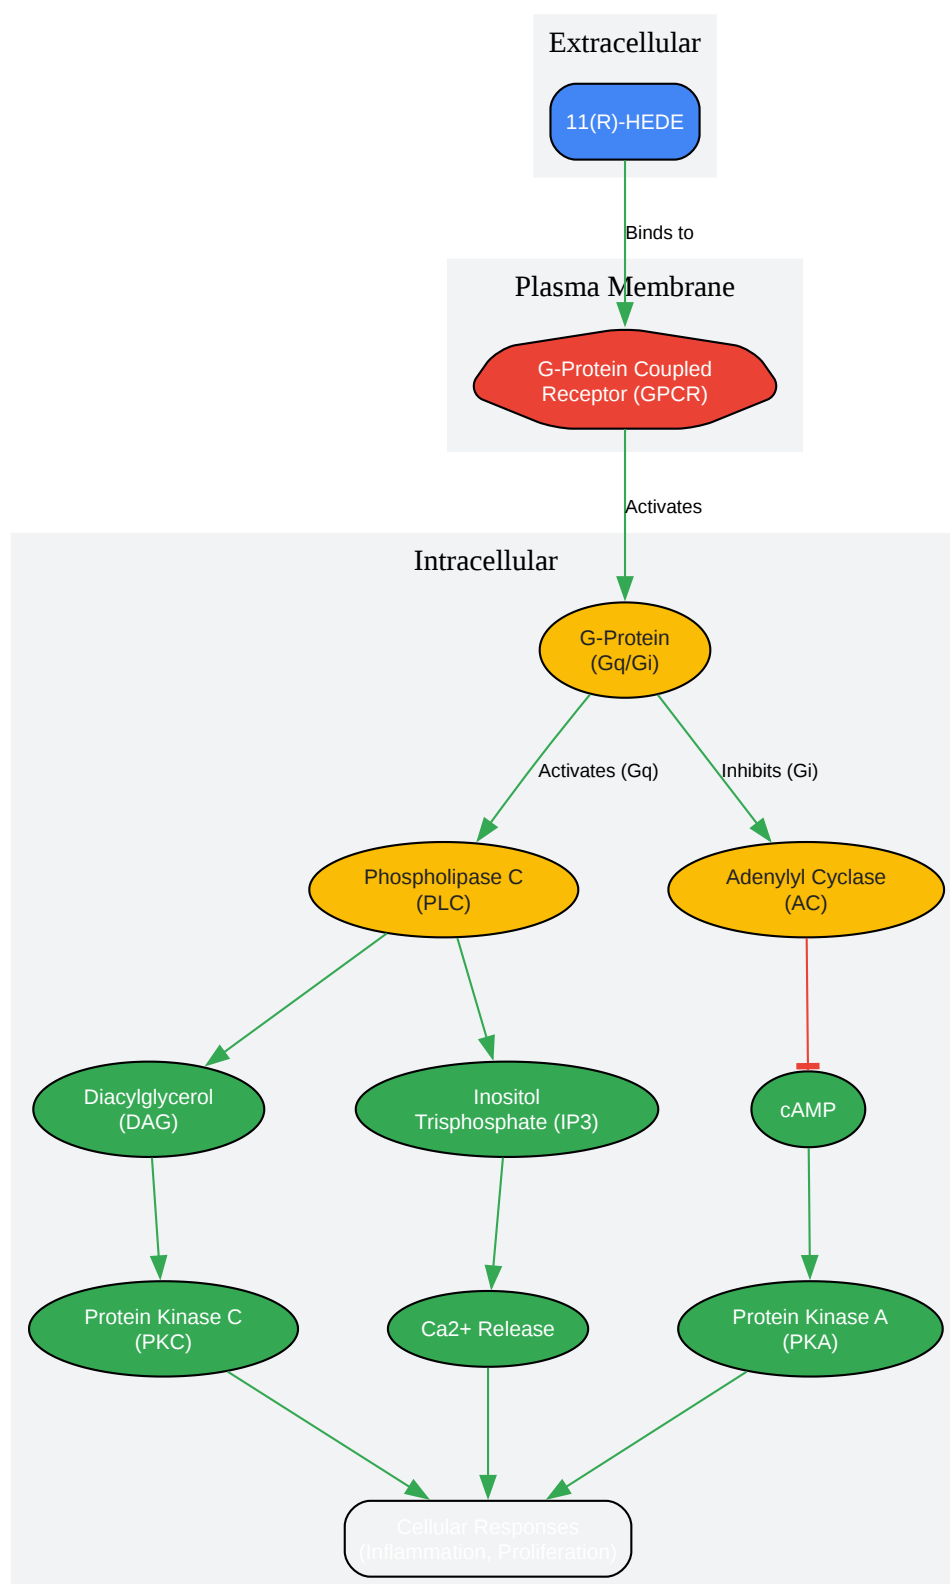 Extracellular
11(R)-HEDE
Binds to
Plasma Membrane
G-Protein Coupled
Receptor (GPCR)
Activates
Intracellular
G-Protein
(Gq/Gi)
Activates (Gq)
Inhibits (Gi)
Phospholipase C
(PLC)
Adenylyl Cyclase
(AC)
Diacylglycerol
(DAG)
Inositol
Trisphosphate (IP3)
cAMP
Protein Kinase C
(PKC)
Ca2+ Release
Protein Kinase A
(PKA)
Cellular Responses
(Inflammation, Proliferation)